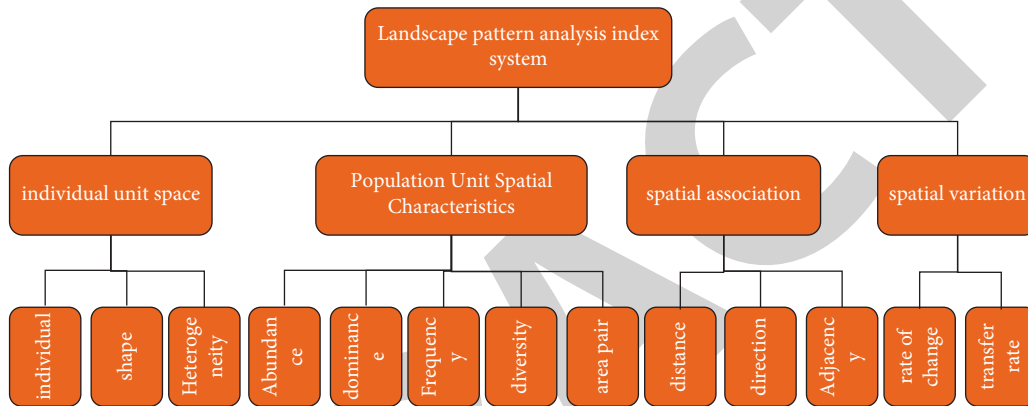 Landscape pattern analysis index
system
individual unit space
Population Unit Spatial
Characteristics
spatial association
spatial variation
individual
shape
Heteroge
neity
Abundan
ce
dominanc
e
Frequenc
y
diversity
area pair
distance
direction
Adjacenc
y
rate of
change
transfer
rate